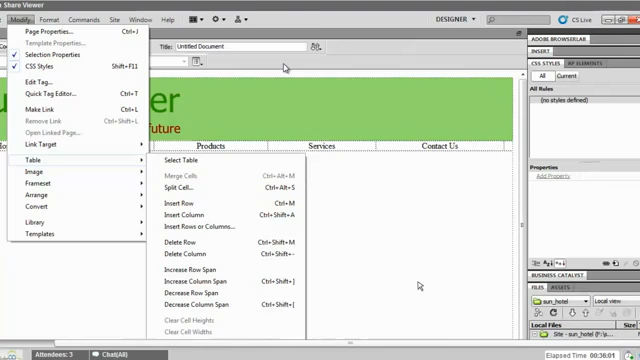 Share Viewer
Modify Format Commands Site Window Help
DESIGNER
CS Live
Page Properties... Ctrl+J
Template Properties...
Selection Properties
CSS Styles Shift+F11
Edit Tag...
Quick Tag Editor... Ctrl+T
Make Link Ctrl+L
Remove Link Ctrl+Shift+L
Open Linked Page...
Link Target
Table
Image
Frameset
Arrange
Convert
Library
Templates
Title: Untitled Document
er
future
Products Services Contact Us
Select Table
Merge Cells Ctrl+Alt+M
Split Cell... Ctrl+Alt+S
Insert Row Ctrl+M
Insert Column Ctrl+Shift+A
Insert Rows or Columns...
Delete Row Ctrl+Shift+M
Delete Column Ctrl+Shift+-
Increase Row Span
Increase Column Span Ctrl+Shift+]
Decrease Row Span
Decrease Column Span Ctrl+Shift+[
Clear Cell Heights
Clear Cell Widths
ADOBE BROWSERLAB
INSERT
CSS STYLES AP ELEMENTS
All Current
All Rules
(no styles defined)
Properties
Add Property
BUSINESS CATALYST
FILES ASSETS
sun_hotel Local view
Local Files
Site - sun_hotel (F:\p
Attendees: 3 Chat(All) Elapsed Time 00:36:01